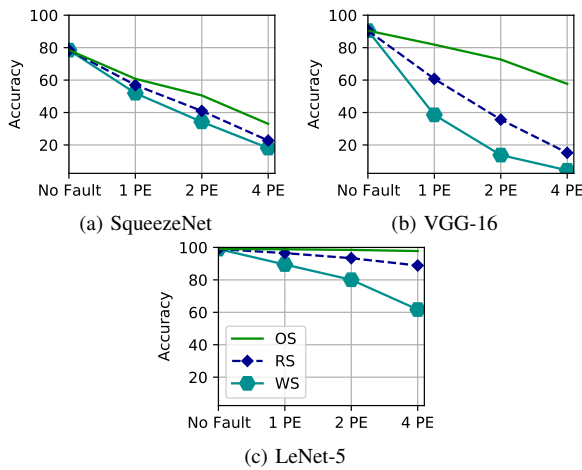 100
80
60
40
20
Accuracy
No Fault 1 PE 2 PE 4 PE
(a) SqueezeNet
100
80
60
40
20
Accuracy
No Fault 1 PE 2 PE 4 PE
(b) VGG-16
100
80
60
40
20
Accuracy
OS
RS
WS
No Fault 1 PE 2 PE 4 PE
(c) LeNet-5